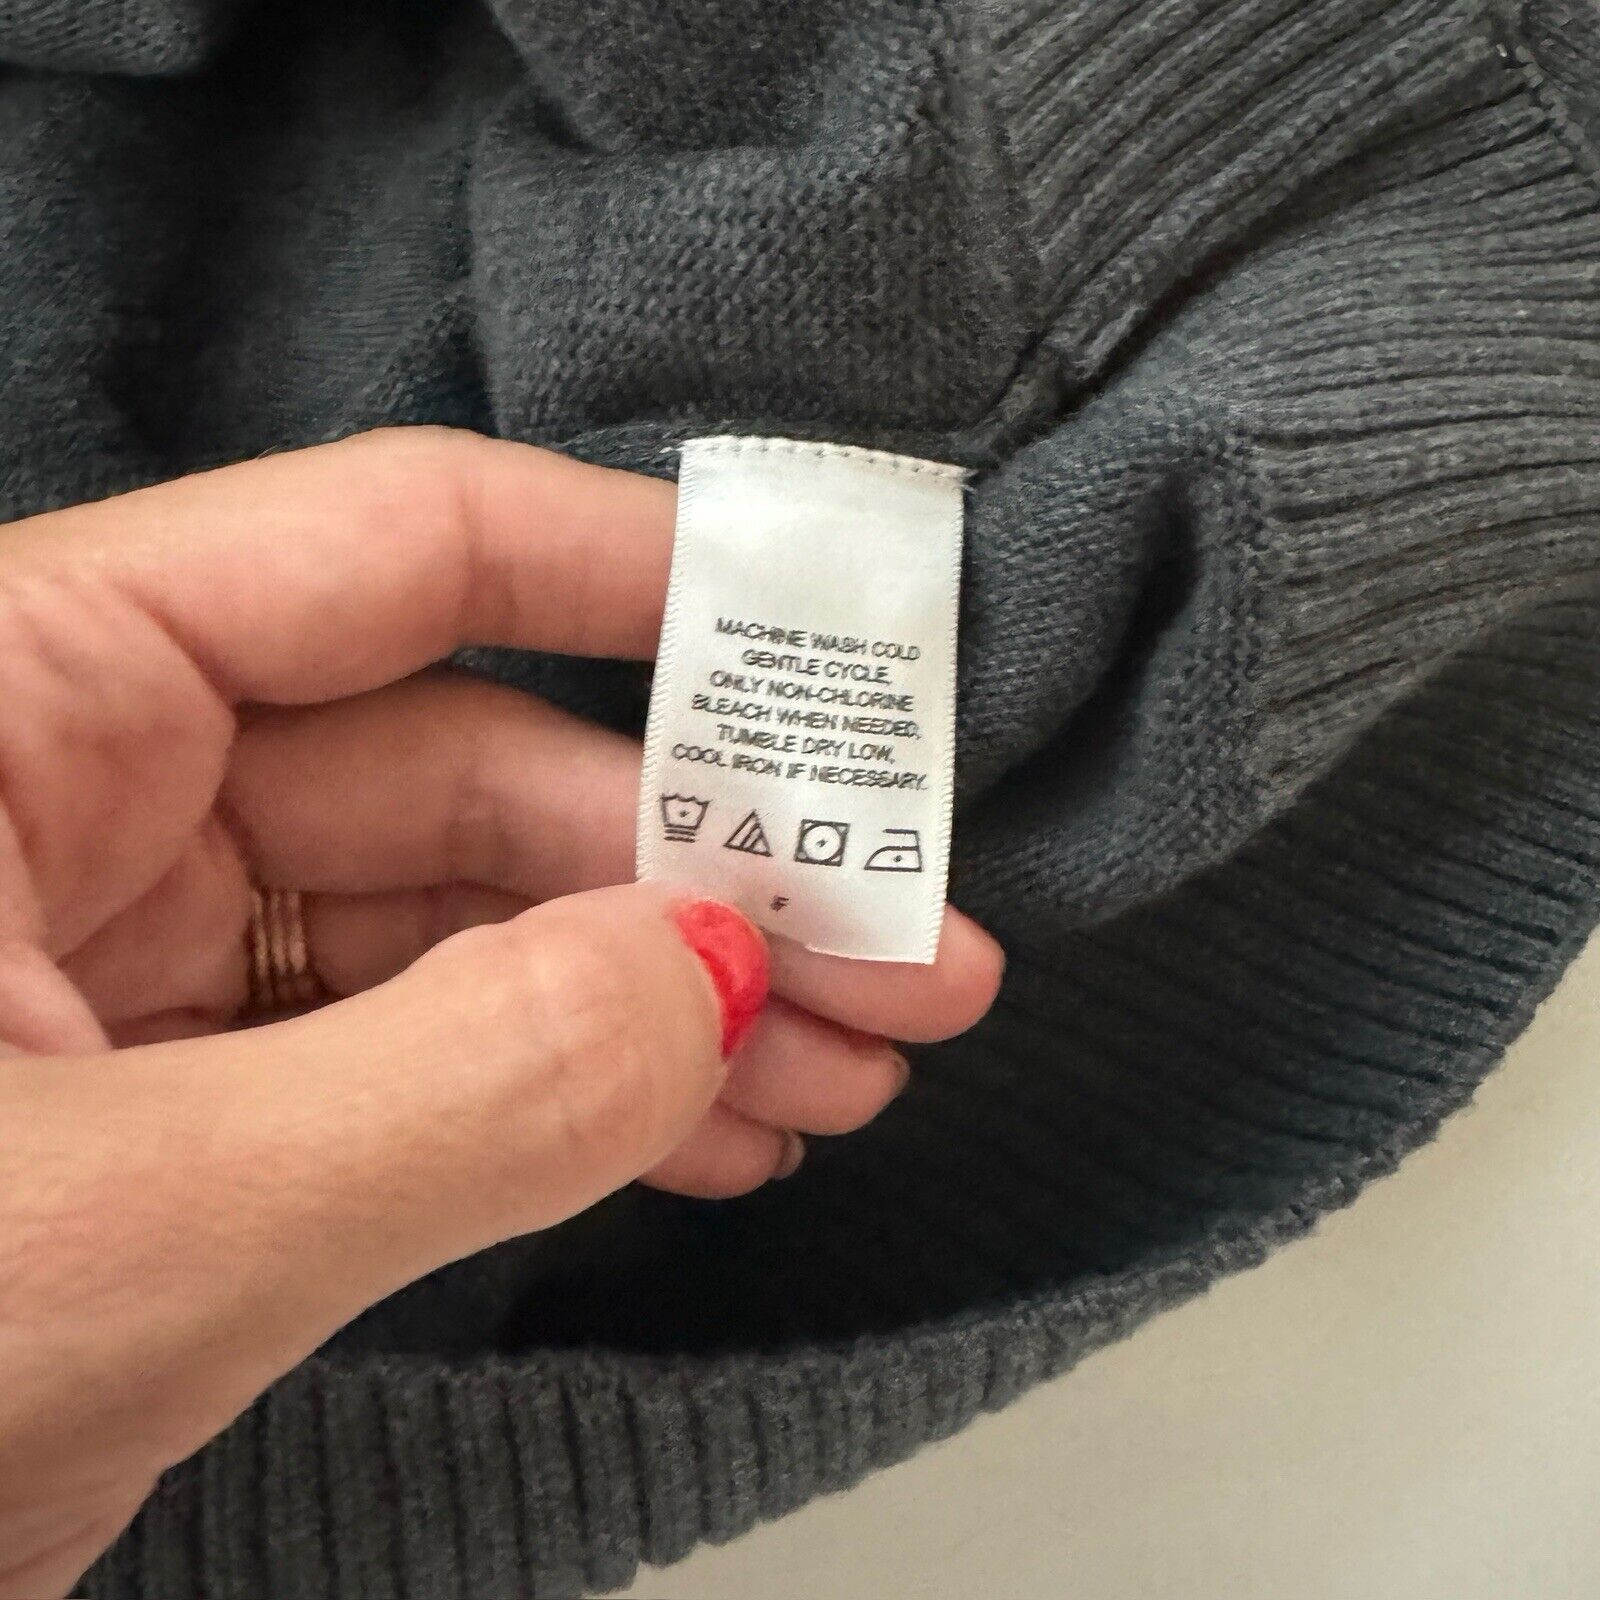 MACHINE WASH COLD
GENTLE CYCLE,
ONLY NON-CHLORINE
BLEACH WHEN NEEDED,
TUMBLE DRY LOW,
COOL IRON IF NECESSARY.
F